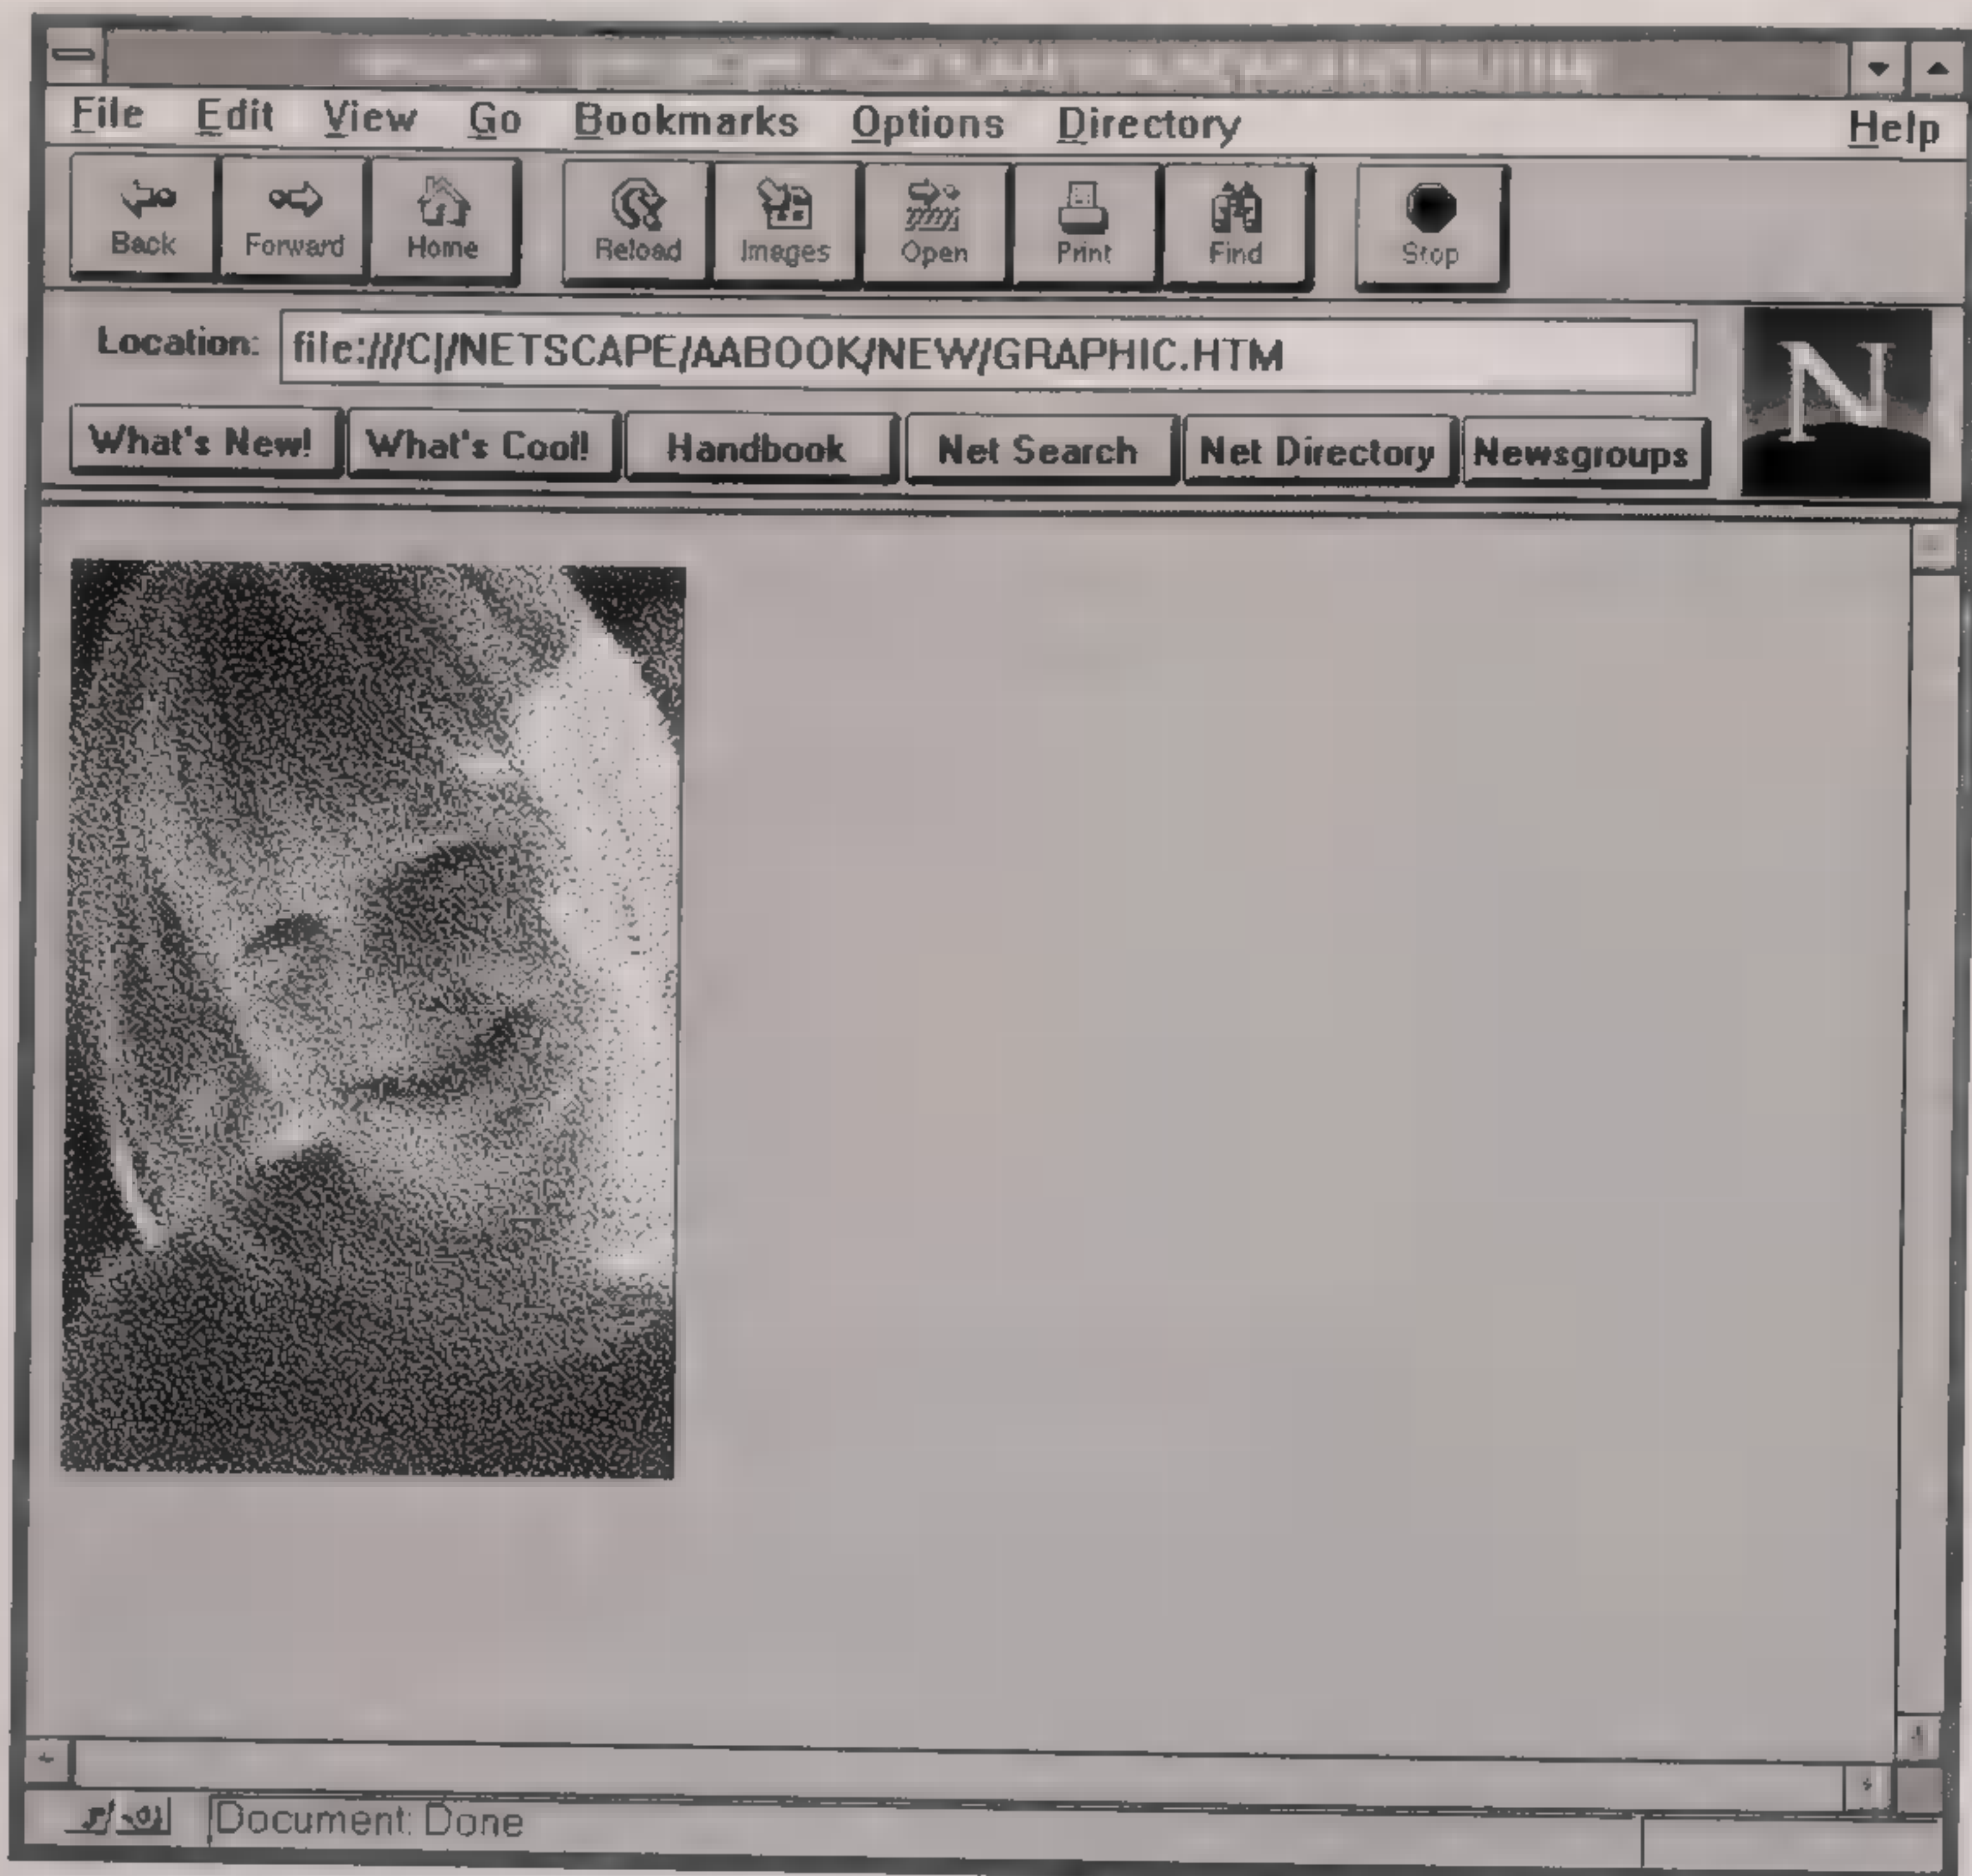 File Edit View Go Bookmarks Options Directory Help
Back Forward Home Reload Images Open Print Find Stop
Location: file:///C|/NETSCAPE/AABOOK/NEW/GRAPHIC.HTM
N
What's New! What's Cool! Handbook Net Search Net Directory Newsgroups
Document: Done